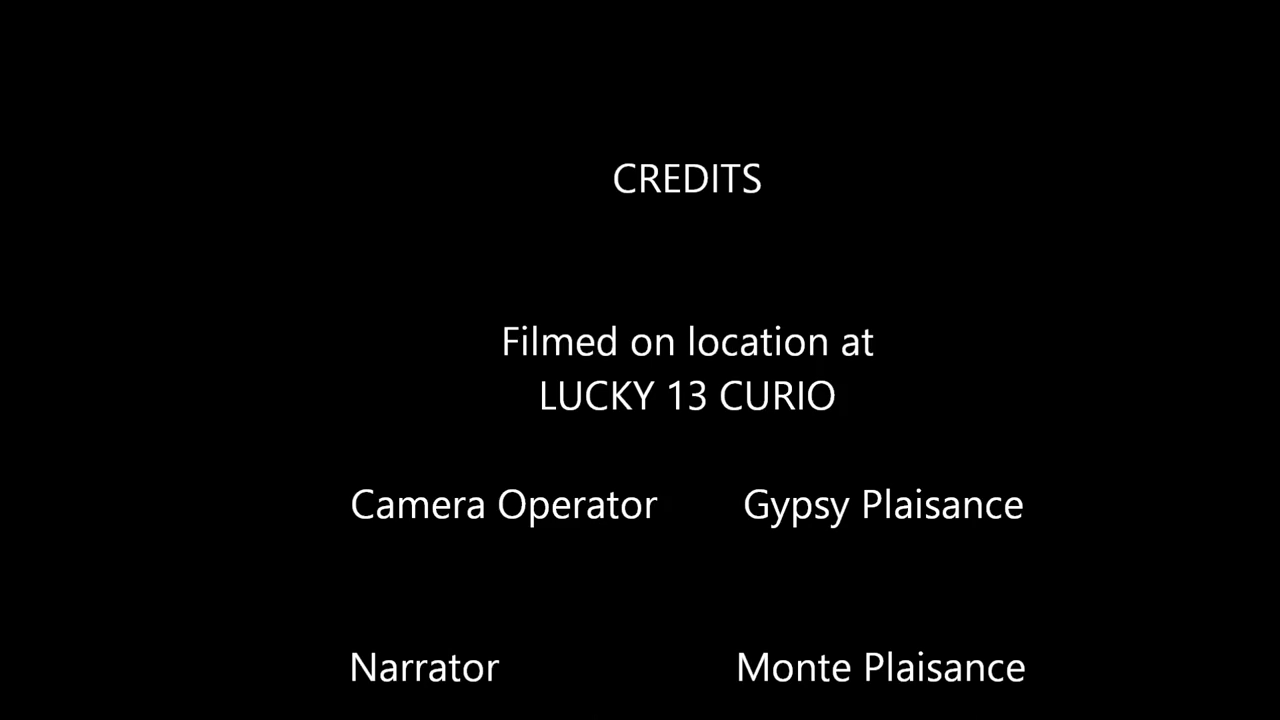 CREDITS
Filmed on location at
LUCKY 13 CURIO
Camera Operator Gypsy Plaisance
Narrator Monte Plaisance